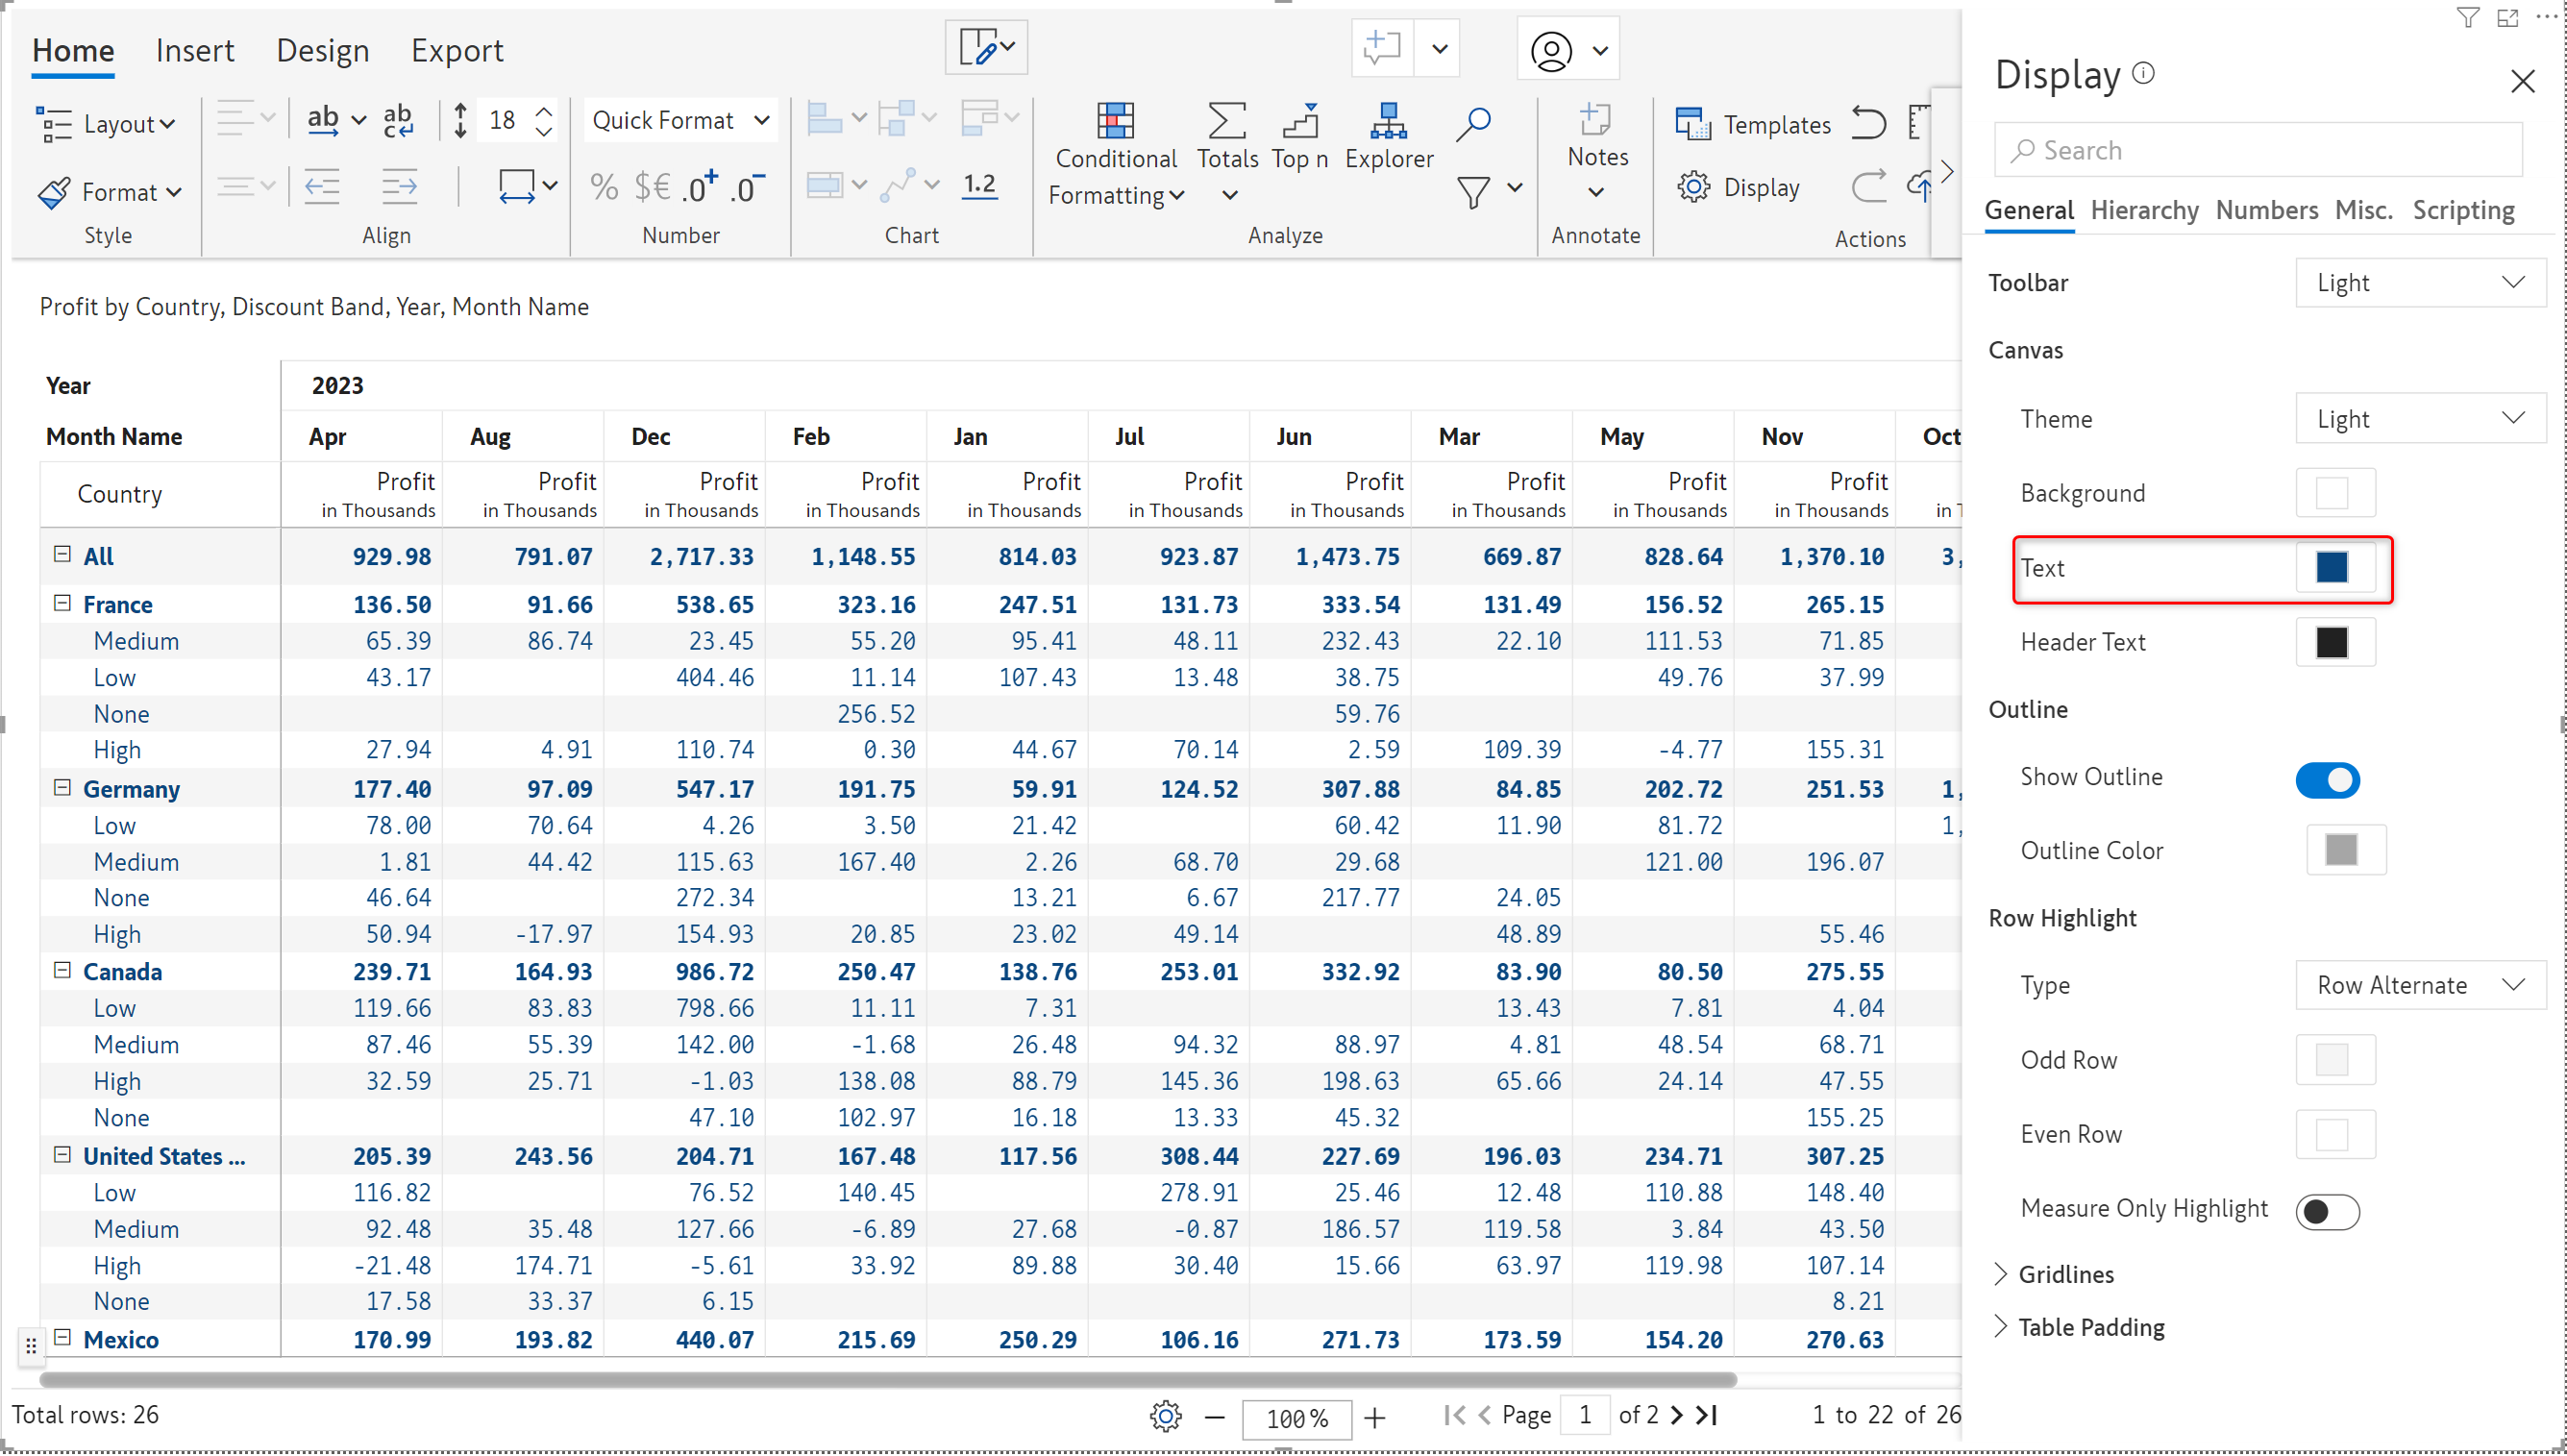 Home Insert Design Export
Layout 18 Quick Format
Format
ab ab c
% $€ .0+ .0-
1.2
Conditional Formatting Totals Top n Explorer
Notes
Templates
Display
Style Align Number Chart Analyze Annotate Actions
Profit by Country, Discount Band, Year, Month Name
Year 2023
Month Name Apr Aug Dec Feb Jan Jul Jun Mar May Nov Oct
Country Profit Profit Profit Profit Profit Profit Profit Profit Profit Profit
in Thousands in Thousands in Thousands in Thousands in Thousands in Thousands in Thousands in Thousands in Thousands in Thousands in T
All 929.98 791.07 2,717.33 1,148.55 814.03 923.87 1,473.75 669.87 828.64 1,370.10 3,
France 136.50 91.66 538.65 323.16 247.51 131.73 333.54 131.49 156.52 265.15
Medium 65.39 86.74 23.45 55.20 95.41 48.11 232.43 22.10 111.53 71.85
Low 43.17 404.46 11.14 107.43 13.48 38.75 49.76 37.99
None 256.52 59.76
High 27.94 4.91 110.74 0.30 44.67 70.14 2.59 109.39 -4.77 155.31
Germany 177.40 97.09 547.17 191.75 59.91 124.52 307.88 84.85 202.72 251.53 1,
Low 78.00 70.64 4.26 3.50 21.42 60.42 11.90 81.72 1,
Medium 1.81 44.42 115.63 167.40 2.26 68.70 29.68 121.00 196.07
None 46.64 272.34 13.21 6.67 217.77 24.05
High 50.94 -17.97 154.93 20.85 23.02 49.14 48.89 55.46
Canada 239.71 164.93 986.72 250.47 138.76 253.01 332.92 83.90 80.50 275.55
Low 119.66 83.83 798.66 11.11 7.31 13.43 7.81 4.04
Medium 87.46 55.39 142.00 -1.68 26.48 94.32 88.97 4.81 48.54 68.71
High 32.59 25.71 -1.03 138.08 88.79 145.36 198.63 65.66 24.14 47.55
None 47.10 102.97 16.18 13.33 45.32 155.25
United States ... 205.39 243.56 204.71 167.48 117.56 308.44 227.69 196.03 234.71 307.25
Low 116.82 76.52 140.45 278.91 25.46 12.48 110.88 148.40
Medium 92.48 35.48 127.66 -6.89 27.68 -0.87 186.57 119.58 3.84 43.50
High -21.48 174.71 -5.61 33.92 89.88 30.40 15.66 63.97 119.98 107.14
None 17.58 33.37 6.15 8.21
Mexico 170.99 193.82 440.07 215.69 250.29 106.16 271.73 173.59 154.20 270.63
Total rows: 26 100% Page 1 of 2 1 to 22 of 26
Display
Search
General Hierarchy Numbers Misc. Scripting
Toolbar Light
Canvas
Theme Light
Background
Text
Header Text
Outline
Show Outline
Outline Color
Row Highlight
Type Row Alternate
Odd Row
Even Row
Measure Only Highlight
Gridlines
Table Padding